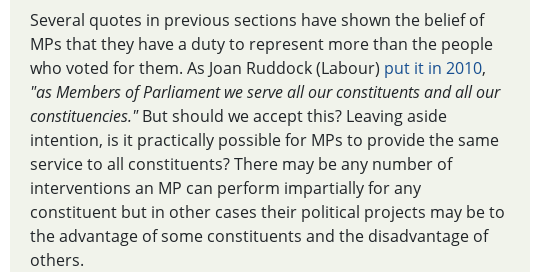 Several quotes in previous sections have shown the belief of
MPs that they have a duty to represent more than the people
who voted for them. As Joan Ruddock (Labour) put it in 2010,
"as Members of Parliament we serve all our constituents and all our
constituencies." But should we accept this? Leaving aside
intention, is it practically possible for MPs to provide the same
service to all constituents? There may be any number of
interventions an MP can perform impartially for any
constituent but in other cases their political projects may be to
the advantage of some constituents and the disadvantage of
others.